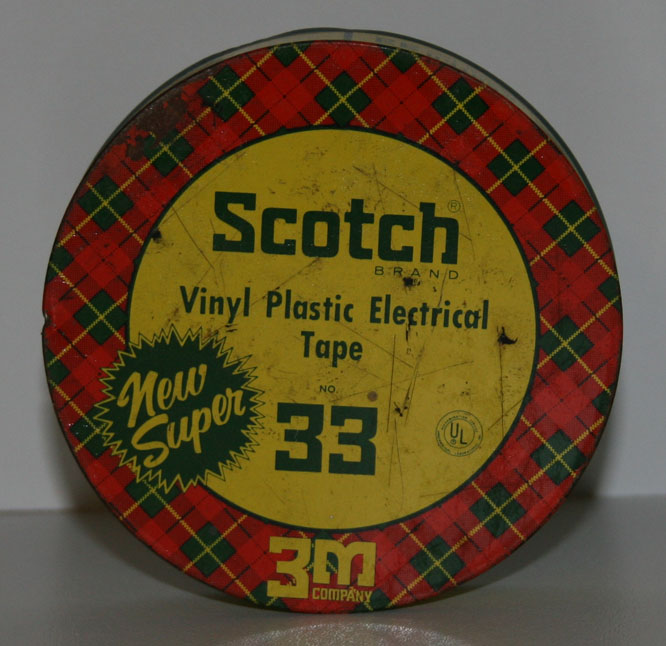 Scotch®
BRAND
Vinyl Plastic Electrical
Tape
NO.
33
New
Super
UL
3M
COMPANY